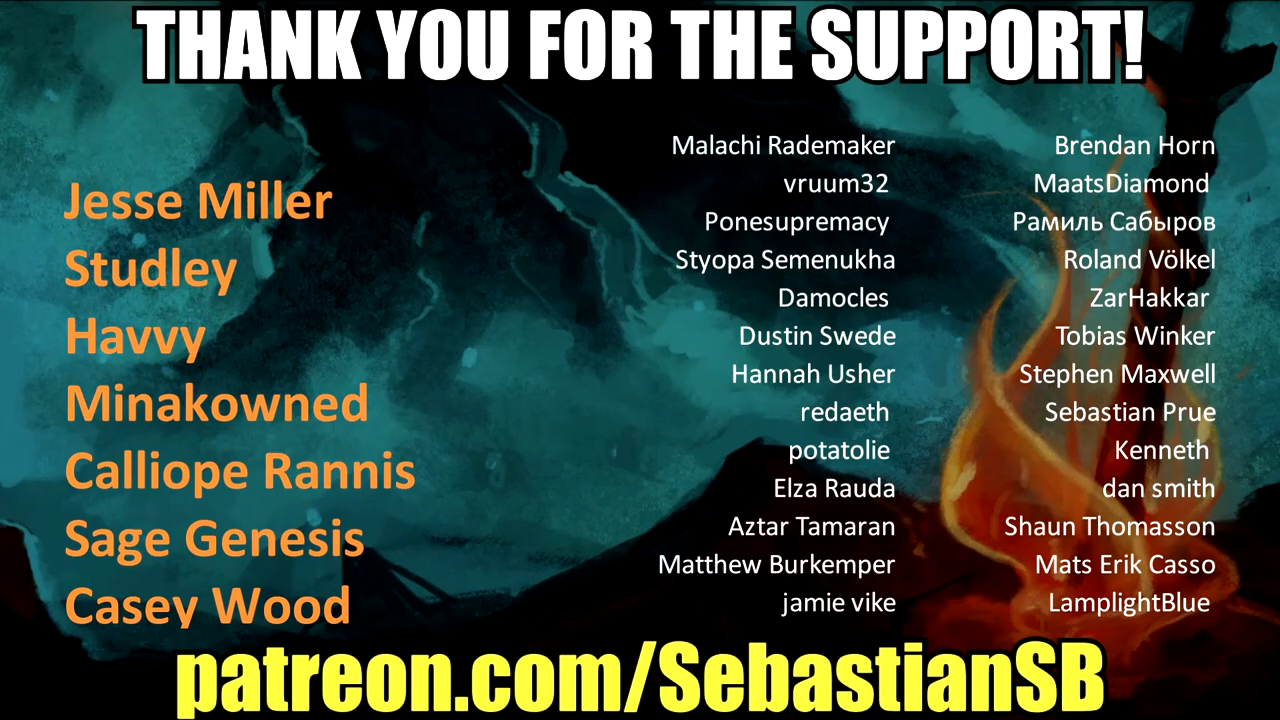 THANK YOU FOR THE SUPPORT!
Jesse Miller
Studley
Havvy
Minakowned
Calliope Rannis
Sage Genesis
Casey Wood
Malachi Rademaker
vruum32
Ponesupremacy
Styopa Semenukha
Damocles
Dustin Swede
Hannah Usher
redaeth
potatolie
Elza Rauda
Aztar Tamaran
Matthew Burkemper
jamie vike
Brendan Horn
MaatsDiamond
Рамиль Сабыров
Roland Völkel
ZarHakkar
Tobias Winker
Stephen Maxwell
Sebastian Prue
Kenneth
dan smith
Shaun Thomasson
Mats Erik Casso
LamplightBlue
patreon.com/SebastianSB